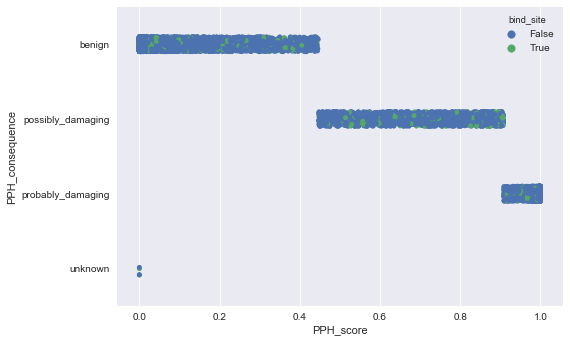 bind_site
False
True
benign
possibly_damaging
probably_damaging
unknown
PPH_consequence
0.0 0.2 0.4 0.6 0.8 1.0
PPH_score